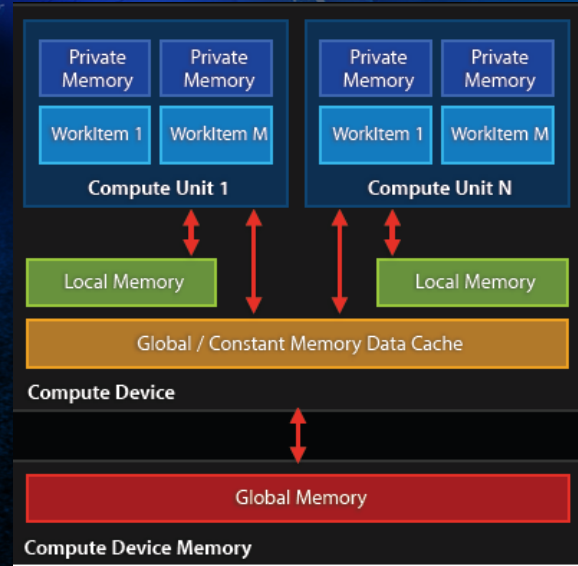 Private Memory
Private Memory
Private Memory
Private Memory
WorkItem 1
WorkItem M
WorkItem 1
WorkItem M
Compute Unit 1
Compute Unit N
Local Memory
Local Memory
Global / Constant Memory Data Cache
Compute Device
Global Memory
Compute Device Memory